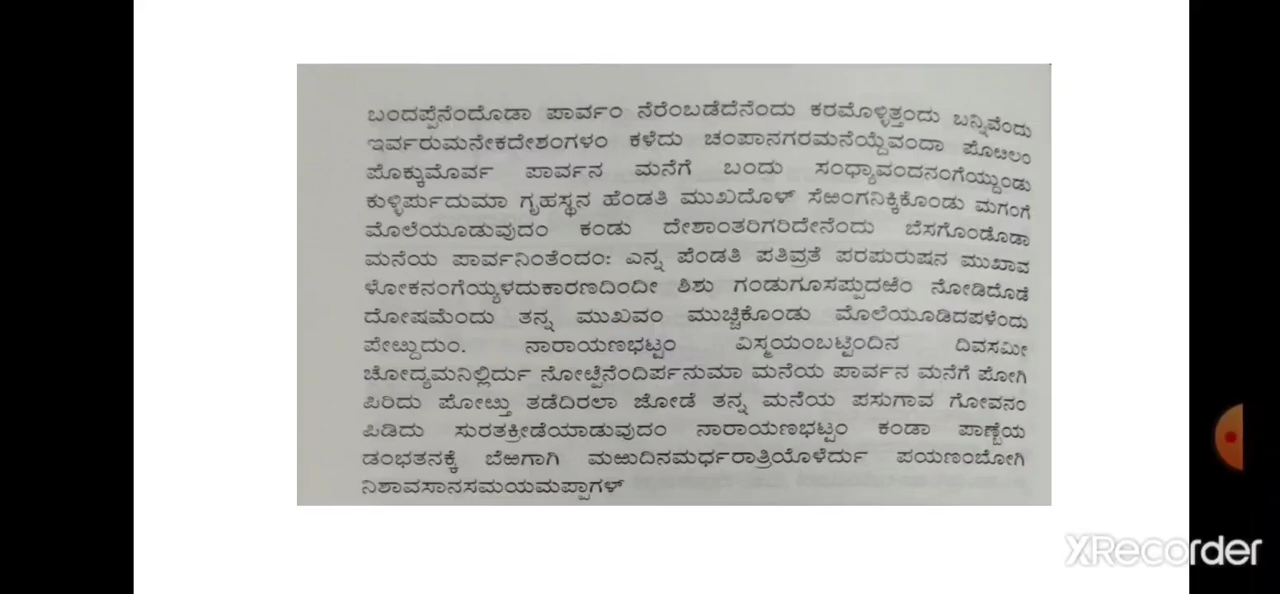 ಬಂದಪ್ಪೆನೆಂದೊಡಾ ಪಾರ್ವಂ ನೆರೆಂಬಡೆದೆನೆಂದು ಕರಮೊಳ್ಳಿತ್ತಂದು ಬನ್ನಿವೆಂದು
ಇರ್ವರುಮನೇಕದೇಶಂಗಳಂ ಕಳೆದು ಚಂಪಾನಗರಮನೆಯ್ದೆವಂದಾ ಪೊೞಲಂ
ಪೊಕ್ಕುಮೊರ್ವ ಪಾರ್ವನ ಮನೆಗೆ ಬಂದು ಸಂಧ್ಯಾವಂದನಂಗೆಯ್ದುಂಡು
ಕುಳ್ಳಿರ್ಪುದುಮಾ ಗೃಹಸ್ಥನ ಹೆಂಡತಿ ಮುಖದೊಳ್ ಸೆಱಂಗನಿಕ್ಕಿಕೊಂಡು ಮಗಂಗೆ
ಮೊಲೆಯೂಡುವುದಂ ಕಂಡು ದೇಶಾಂತರಿಗರಿದೇನೆಂದು ಬೆಸಗೊಂಡೊಡಾ
ಮನೆಯ ಪಾರ್ವನಿಂತೆಂದಂ: ಎನ್ನ ಪೆಂಡತಿ ಪತಿವ್ರತೆ ಪರಪುರುಷನ ಮುಖಾವ
ಳೋಕನಂಗೆಯ್ಯಳದುಕಾರಣದಿಂದೀ ಶಿಶು ಗಂಡುಗೂಸಪ್ಪುದಱಿಂ ನೋಡಿದೊಡೆ
ದೋಷಮೆಂದು ತನ್ನ ಮುಖವಂ ಮುಚ್ಚಿಕೊಂಡು ಮೊಲೆಯೂಡಿದಪಳೆಂದು
ಪೇೞ್ದುದುಂ. ನಾರಾಯಣಭಟ್ಟಂ ವಿಸ್ಮಯಂಬಟ್ಟಿಂದಿನ ದಿವಸಮೀ
ಚೋದ್ಯಮನಿಲ್ಲಿರ್ದು ನೋೞ್ಪೆನೆಂದಿರ್ಪನುಮಾ ಮನೆಯ ಪಾರ್ವನ ಮನೆಗೆ ಪೋಗಿ
ಪಿರಿದು ಪೋೞ್ತು ತಡೆದಿರಲಾ ಜೋಡೆ ತನ್ನ ಮನೆಯ ಪಸುಗಾವ ಗೋವನಂ
ಪಿಡಿದು ಸುರತಕ್ರೀಡೆಯಾಡುವುದಂ ನಾರಾಯಣಭಟ್ಟಂ ಕಂಡಾ ಪಾಣ್ಬೆಯ
ಡಂಭತನಕ್ಕೆ ಬೆಱಗಾಗಿ ಮಱುದಿನಮರ್ಧರಾತ್ರಿಯೊಳೆರ್ದು ಪಯಣಂಬೋಗಿ
ನಿಶಾವಸಾನಸಮಯಮಪ್ಪಾಗಳ್
XRecorder